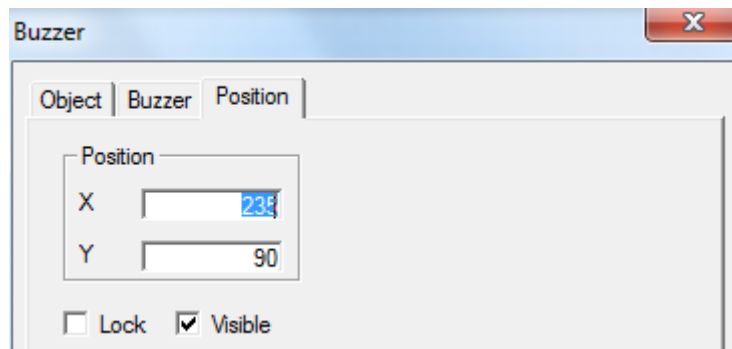 Buzzer
Object Buzzer Position
Position
X 235
Y 90
Lock Visible